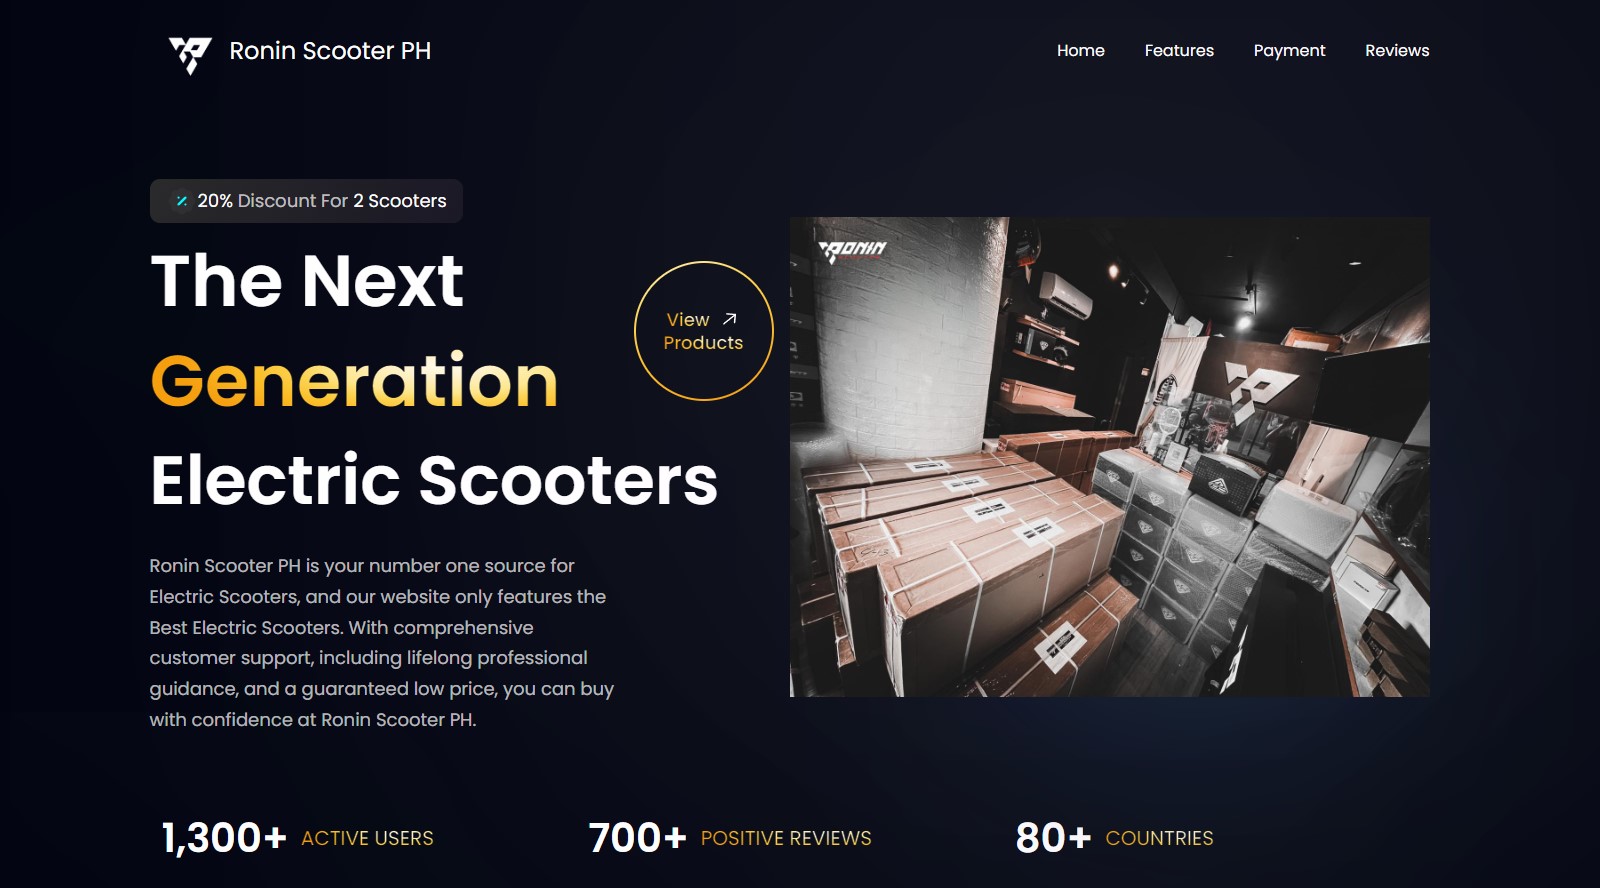 Ronin Scooter PH
Home Features Payment Reviews
20% Discount For 2 Scooters
The Next
Generation
Electric Scooters
View
Products
RONIN
Ronin Scooter PH is your number one source for
Electric Scooters, and our website only features the
Best Electric Scooters. With comprehensive
customer support, including lifelong professional
guidance, and a guaranteed low price, you can buy
with confidence at Ronin Scooter PH.
1,300+ ACTIVE USERS
700+ POSITIVE REVIEWS
80+ COUNTRIES